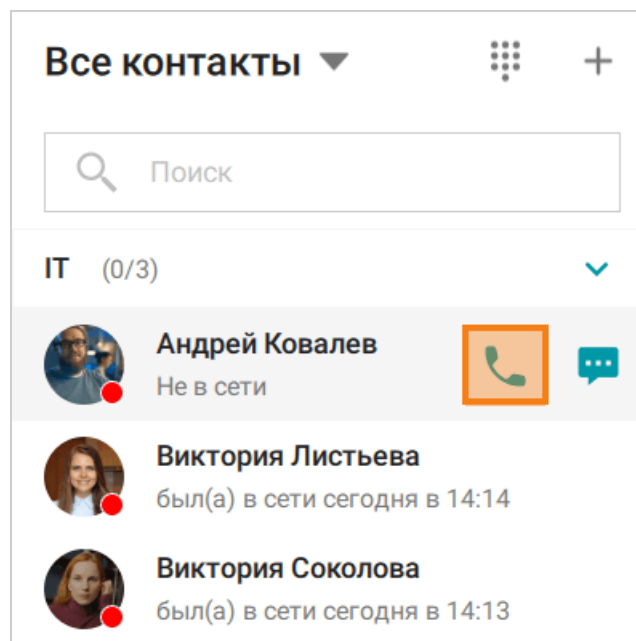 Все контакты
Поиск
IT (0/3)
Андрей Ковалев
Не в сети
Виктория Листьева
был(а) в сети сегодня в 14:14
Виктория Соколова
был(а) в сети сегодня в 14:13